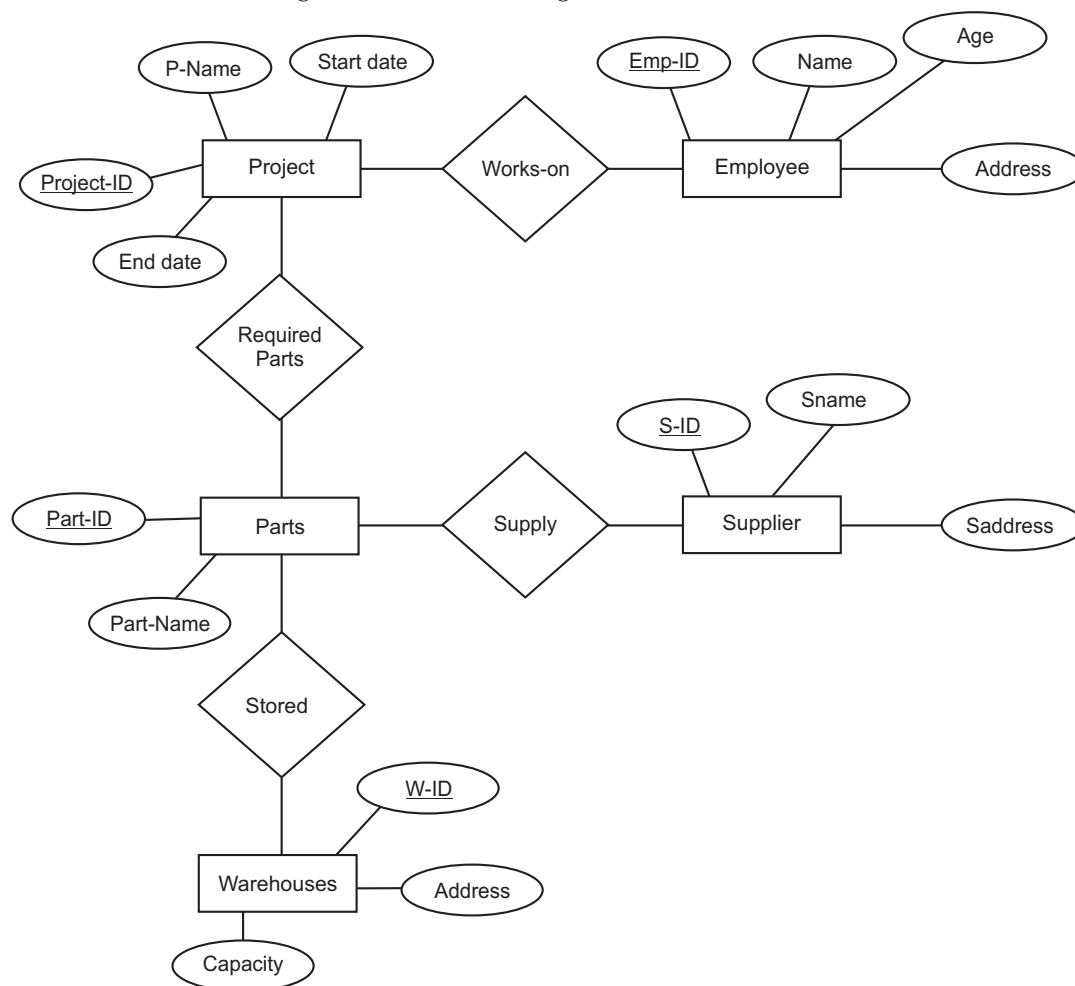 P-Name
Start date
Emp-ID
Name
Age
Project-ID
Project
Works-on
Employee
Address
End date
Required
Parts
Sname
S-ID
Part-ID
Parts
Supply
Supplier
Saddress
Part-Name
Stored
W-ID
Warehouses
Address
Capacity